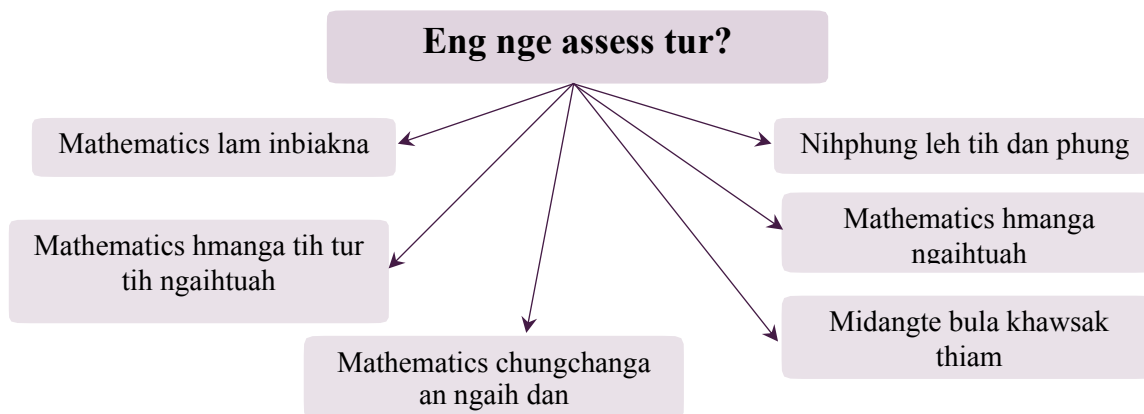 Eng nge assess tur?
Mathematics lam inbiakna
Nihphung leh tih dan phung
Mathematics hmanga tih tur
tih ngaihtuah
Mathematics hmanga
ngaihtuah
Mathematics chungchanga
an ngaih dan
Midangte bula khawsak
thiam